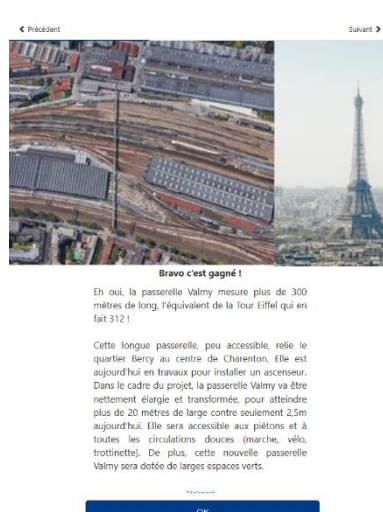 Précédent
Suivant
Bravo c'est gagné !
Eh oui, la passerelle Valmy mesure plus de 300
mètres de long, l'équivalent de la Tour Eiffel qui en
fait 312 !
Cette longue passerelle, peu accessible, relie le
quartier Bercy au centre de Charenton. Elle est
aujourd'hui en travaux pour installer un ascenseur.
Dans le cadre du projet, la passerelle Valmy va être
nettement élargie et transformée, pour atteindre
plus de 20 mètres de large contre seulement 2,5m
aujourd'hui. Elle sera accessible aux piétons et à
toutes les circulations douces (marche, vélo,
trottinette). De plus, cette nouvelle passerelle
Valmy sera dotée de larges espaces verts.
OK